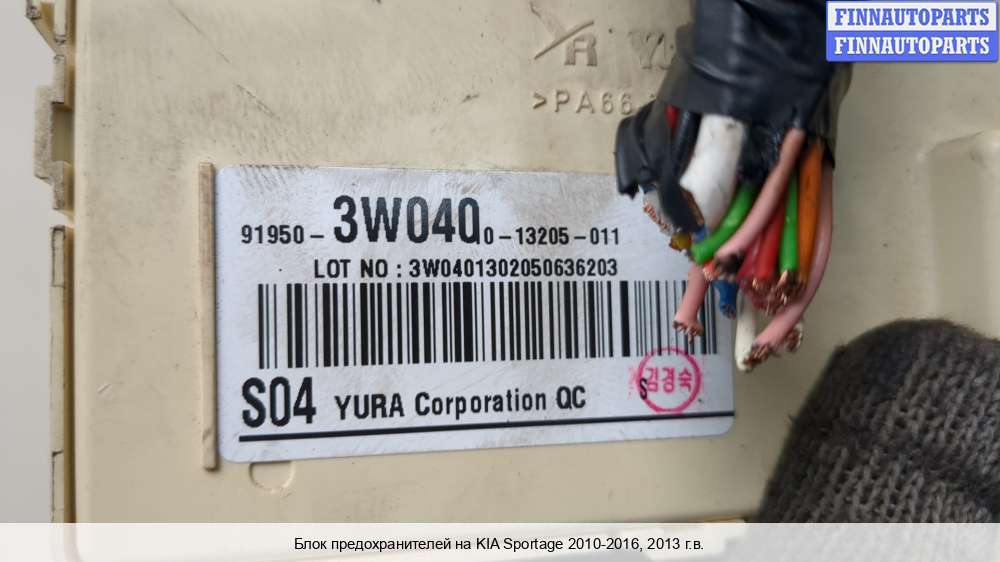 FINNAUTOPARTS
FINNAUTOPARTS
>PA66
91950-3W040 0-13205-011
LOT NO : 3W0401302050636203
S04 YURA Corporation QC
S 김경숙
Блок предохранителей на KIA Sportage 2010-2016, 2013 г.в.